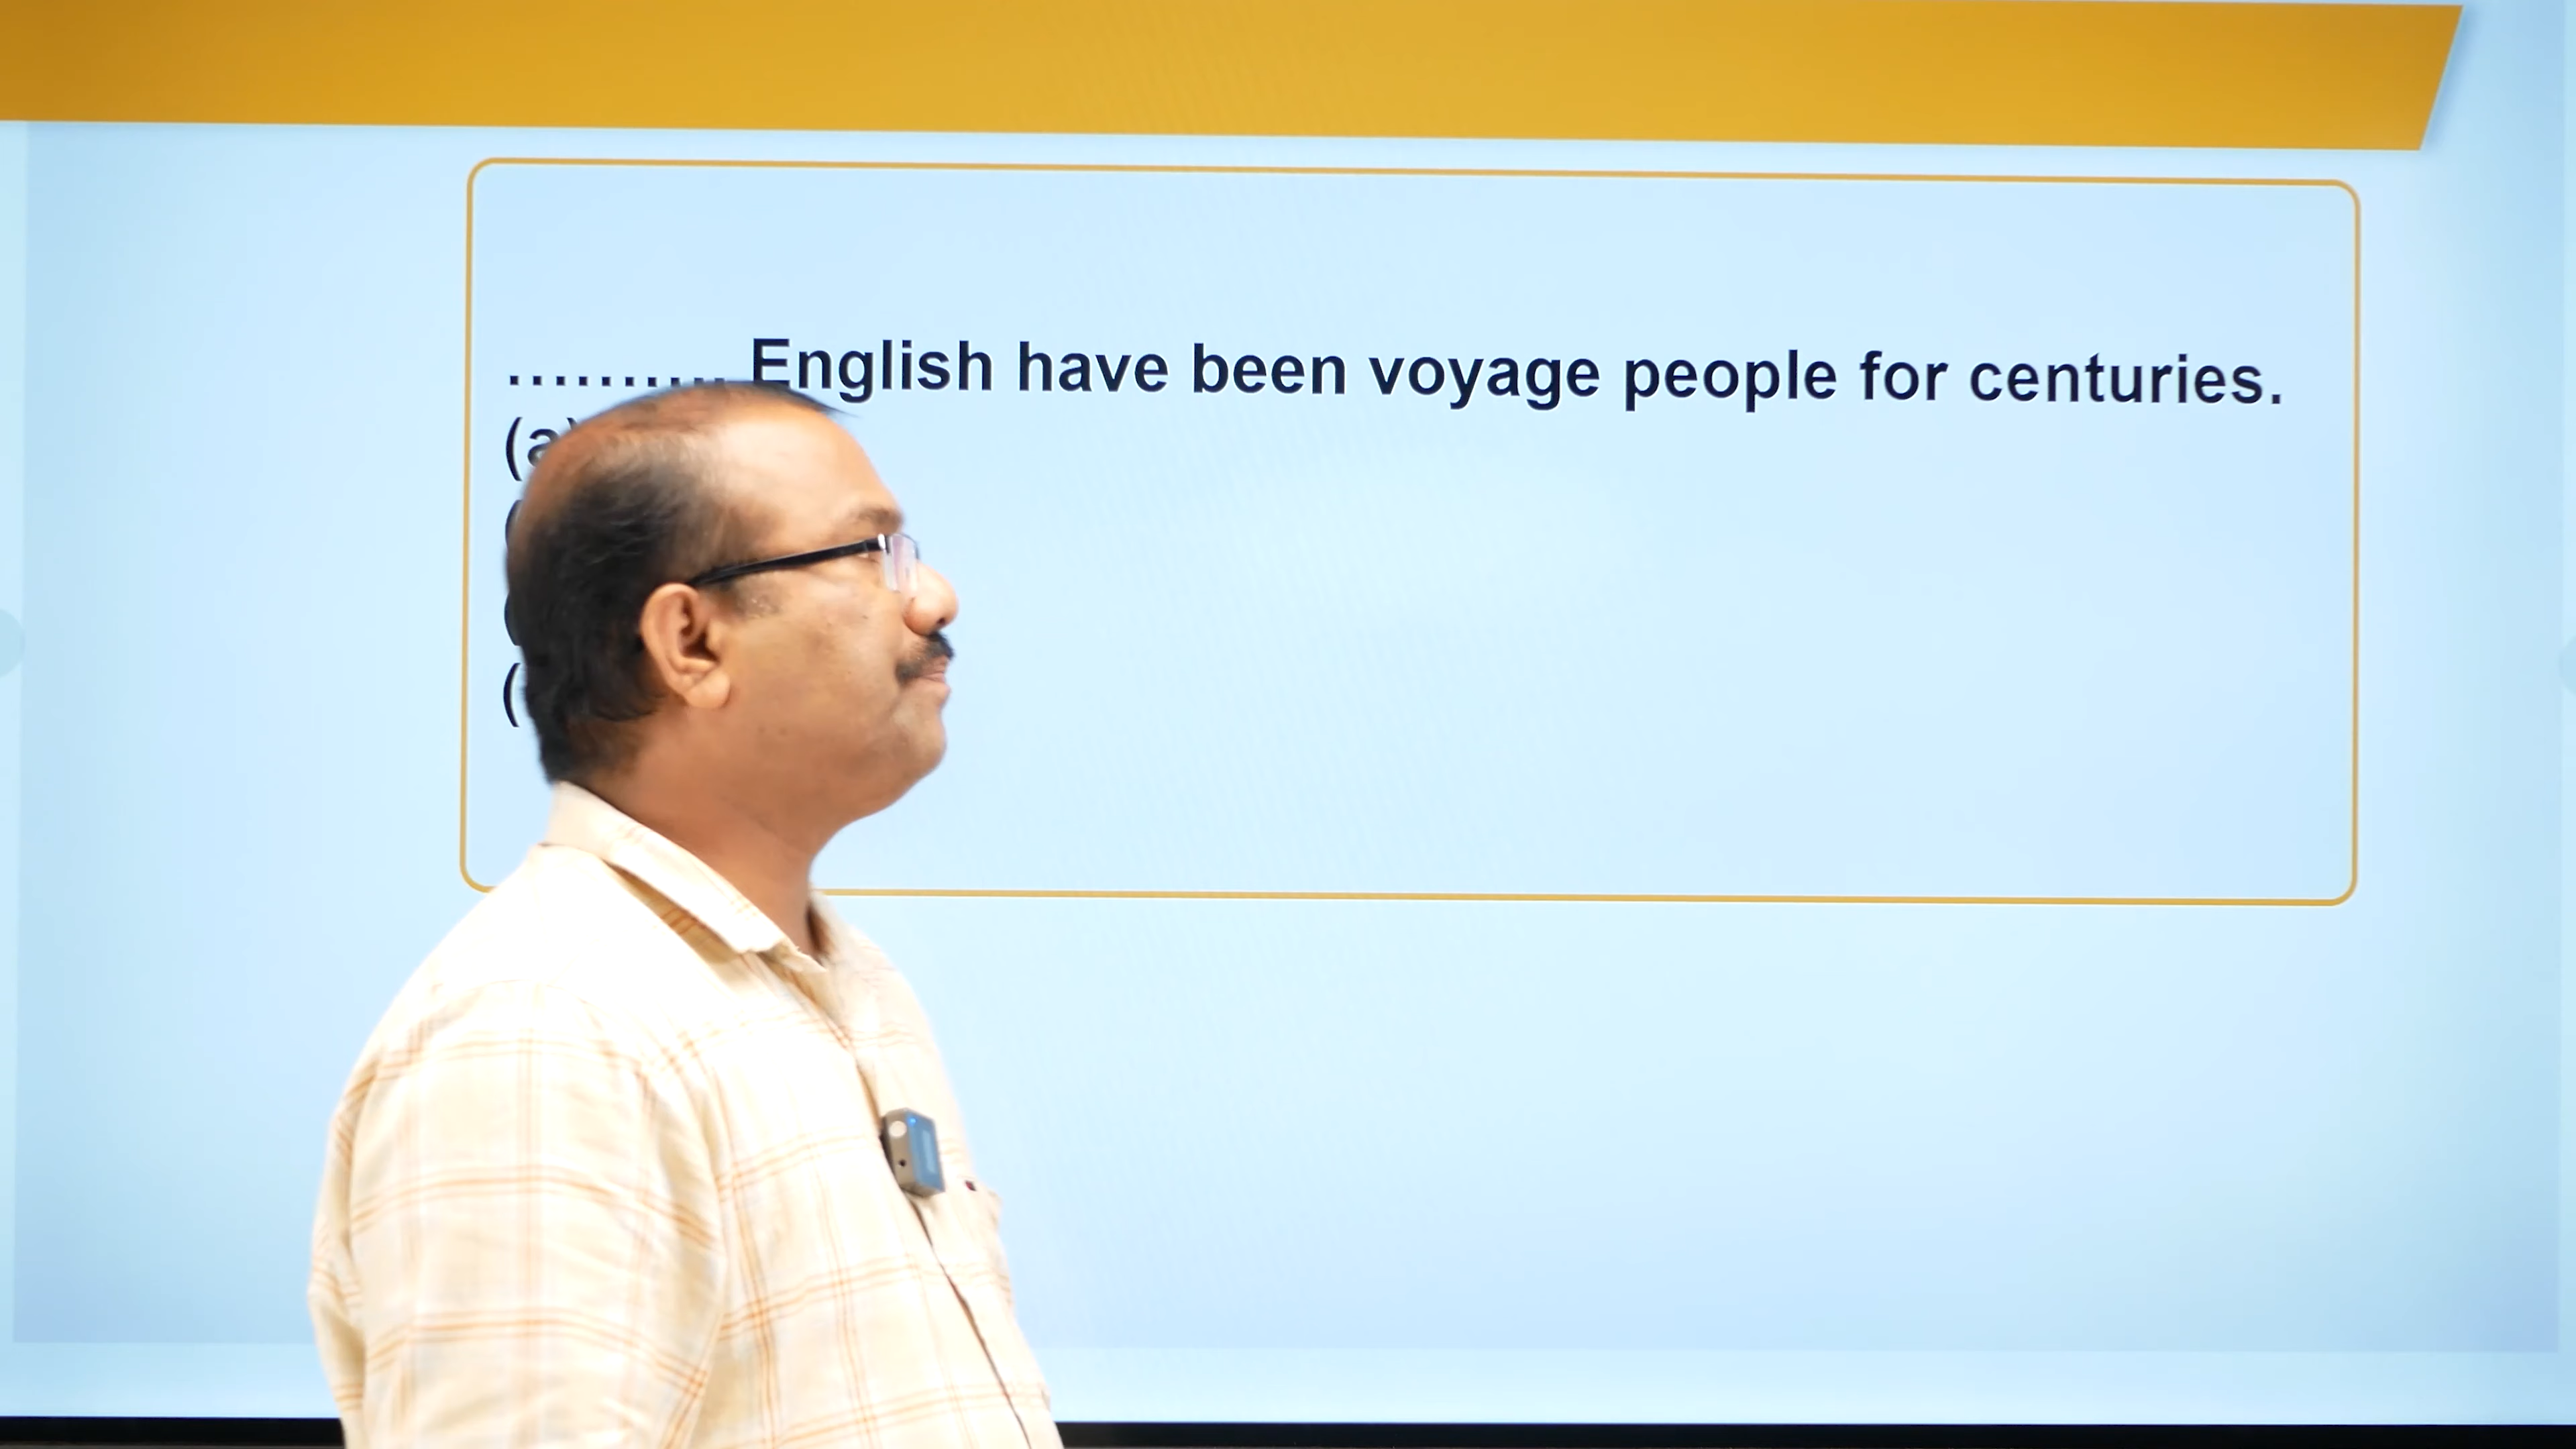 .......... English have been voyage people for centuries.
(a)
(
(
(